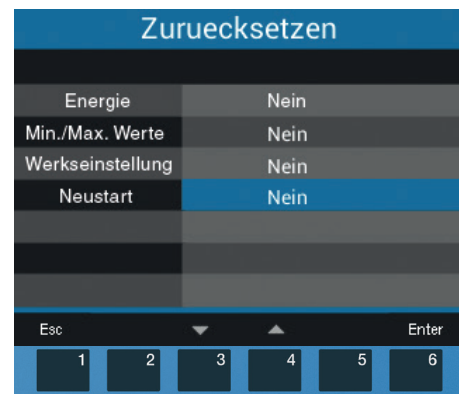 Zuruecksetzen
Energie Nein
Min./Max. Werte Nein
Werkseinstellung Nein
Neustart Nein
Esc Enter
1 2 3 4 5 6